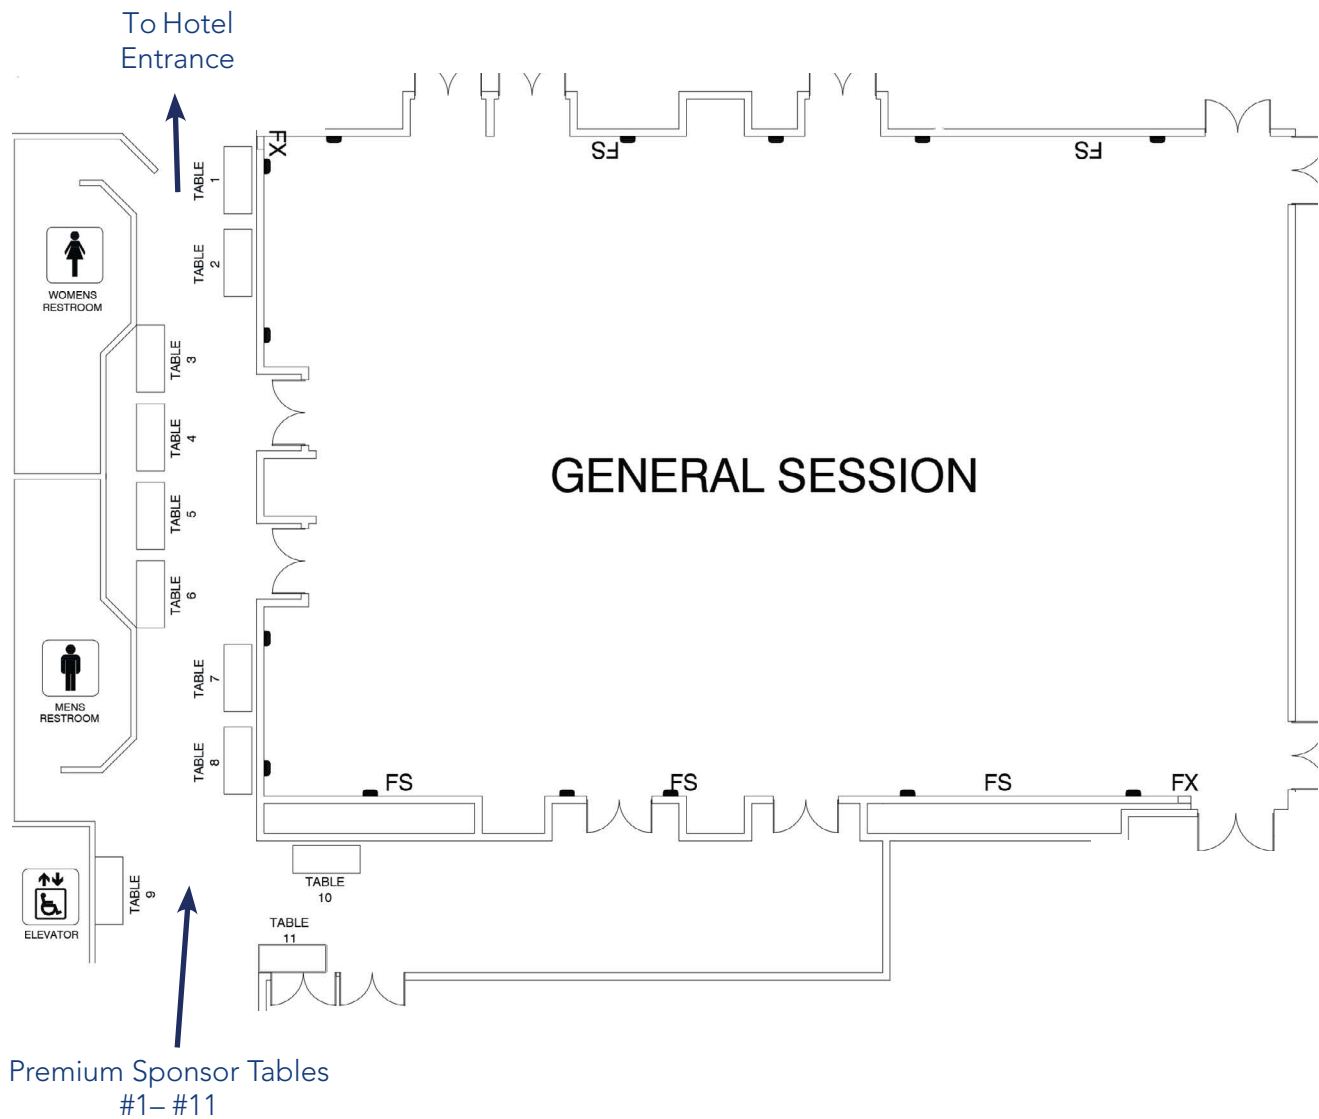 To Hotel
Entrance
FX
FS
FS
TABLE
1
TABLE
2
WOMENS
RESTROOM
TABLE
3
TABLE
4
GENERAL SESSION
TABLE
5
TABLE
6
MENS
RESTROOM
TABLE
7
TABLE
8
FS
FS
FS
FX
TABLE
9
ELEVATOR
TABLE
10
TABLE
11
Premium Sponsor Tables
#1– #11